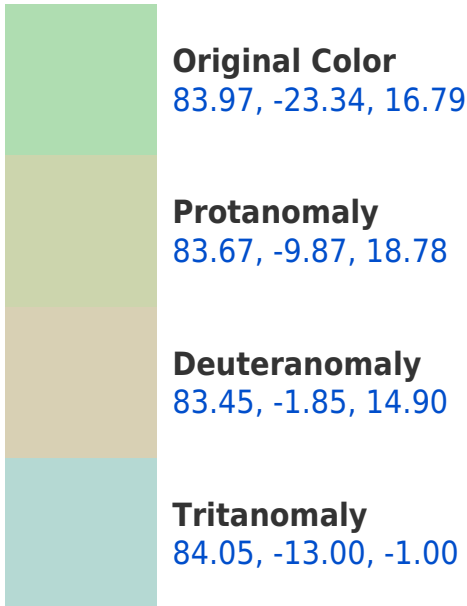 Original Color
83.97, -23.34, 16.79
Protanomaly
83.67, -9.87, 18.78
Deuteranomaly
83.45, -1.85, 14.90
Tritanomaly
84.05, -13.00, -1.00